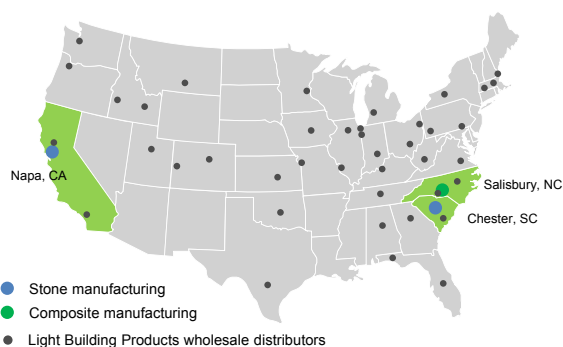 Napa, CA
Salisbury, NC
Chester, SC
Stone manufacturing
Composite manufacturing
Light Building Products wholesale distributors